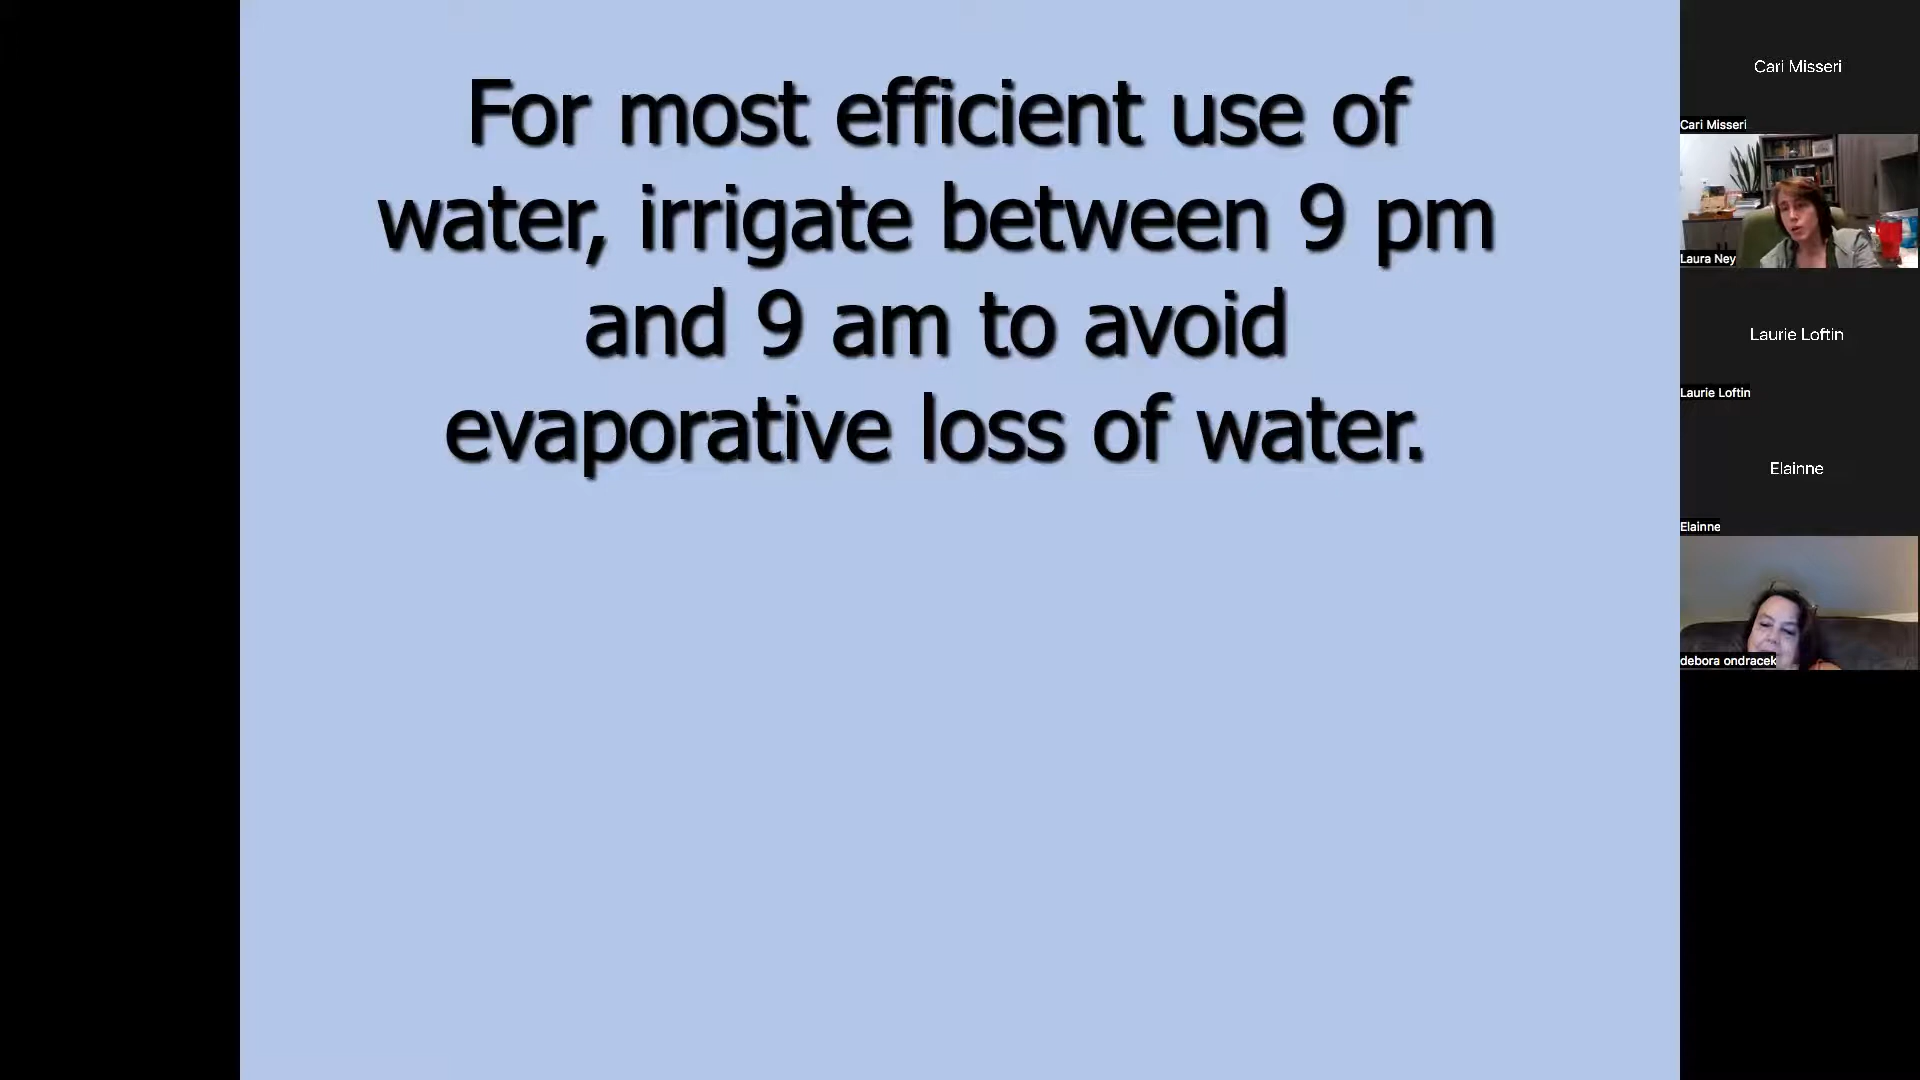 For most efficient use of
water, irrigate between 9 pm
and 9 am to avoid
evaporative loss of water.
Cari Misseri
Cari Misseri
Laura Ney
Laurie Loftin
Laurie Loftin
Elainne
Elainne
debora ondracek